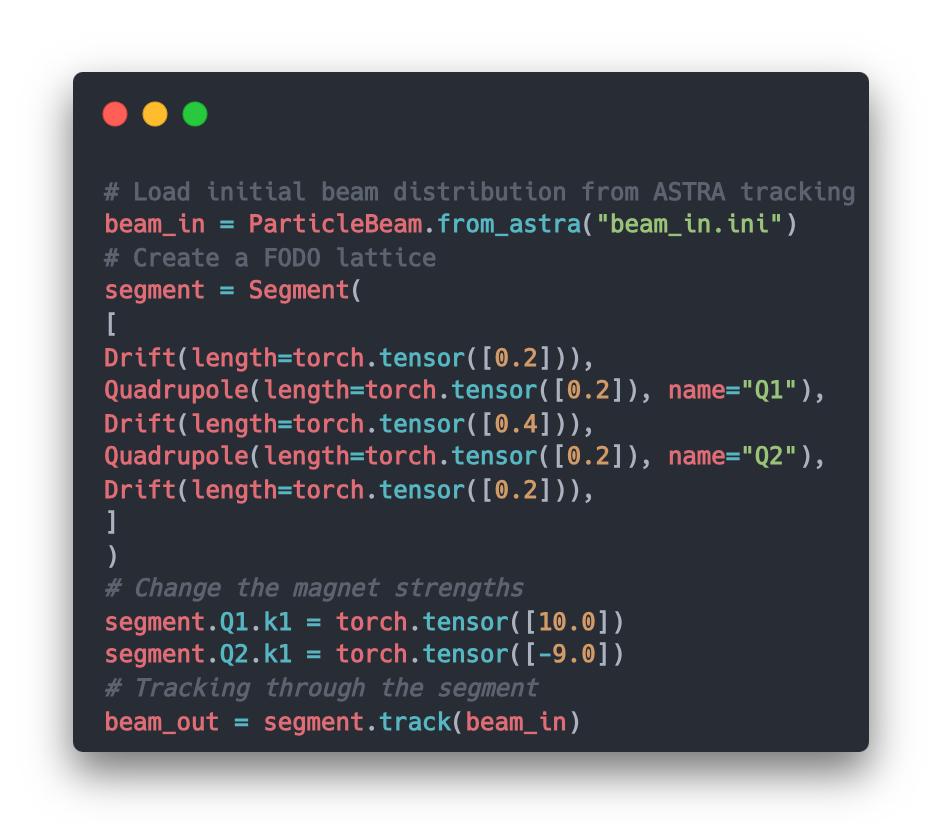 # Load initial beam distribution from ASTRA tracking
beam_in = ParticleBeam.from_astra("beam_in.ini")
# Create a FODO lattice
segment = Segment(
[
Drift(length=torch.tensor([0.2])),
Quadrupole(length=torch.tensor([0.2]), name="Q1"),
Drift(length=torch.tensor([0.4])),
Quadrupole(length=torch.tensor([0.2]), name="Q2"),
Drift(length=torch.tensor([0.2])),
]
)
# Change the magnet strengths
segment.Q1.k1 = torch.tensor([10.0])
segment.Q2.k1 = torch.tensor([-9.0])
# Tracking through the segment
beam_out = segment.track(beam_in)